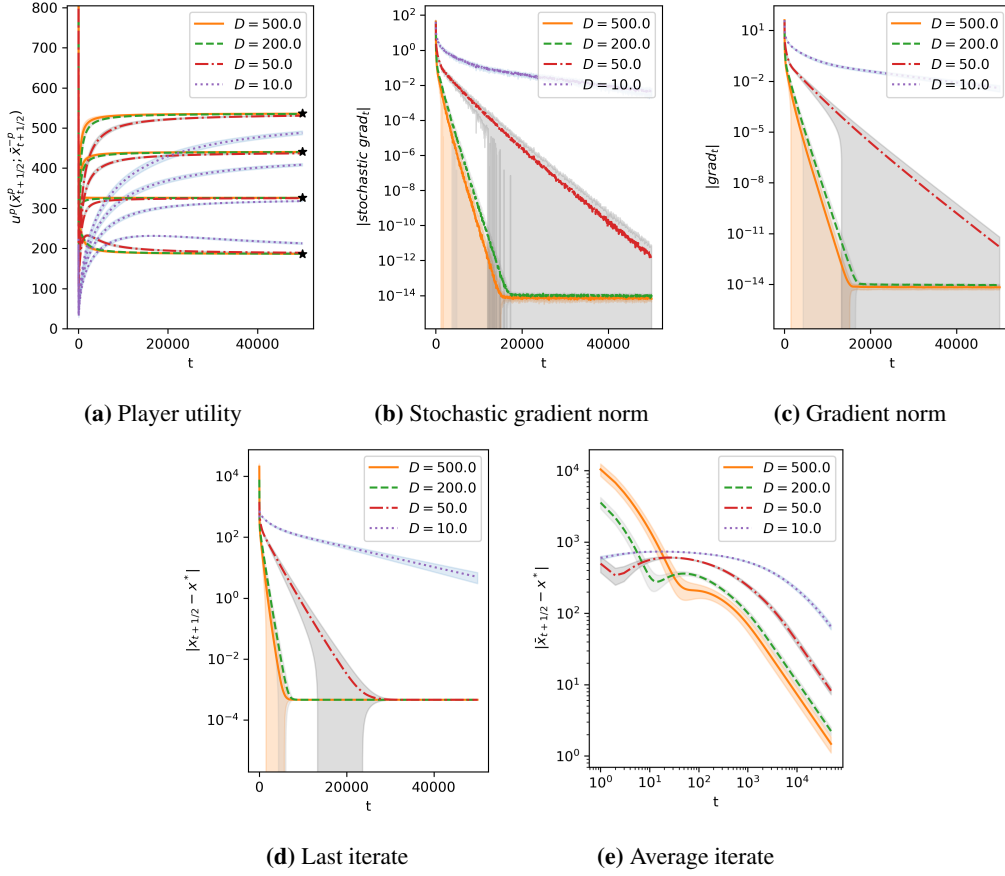 800
700
600
500
400
300
200
100
0
u^p(x̄^p_{t+1/2}; x̄^{-p}_{t+1/2})
D = 500.0
D = 200.0
D = 50.0
D = 10.0
0 20000 40000
t
(a) Player utility
10^2
10^0
10^{-2}
10^{-4}
10^{-6}
10^{-8}
10^{-10}
10^{-12}
10^{-14}
|stochastic grad_t|
D = 500.0
D = 200.0
D = 50.0
D = 10.0
0 20000 40000
t
(b) Stochastic gradient norm
10^1
10^{-2}
10^{-5}
10^{-8}
10^{-11}
10^{-14}
|grad_t|
D = 500.0
D = 200.0
D = 50.0
D = 10.0
0 20000 40000
t
(c) Gradient norm
10^4
10^2
10^0
10^{-2}
10^{-4}
|x_{t+1/2} − x^*|
D = 500.0
D = 200.0
D = 50.0
D = 10.0
0 20000 40000
t
(d) Last iterate
10^4
10^3
10^2
10^1
10^0
|x̄_{t+1/2} − x^*|
D = 500.0
D = 200.0
D = 50.0
D = 10.0
10^0 10^1 10^2 10^3 10^4
t
(e) Average iterate